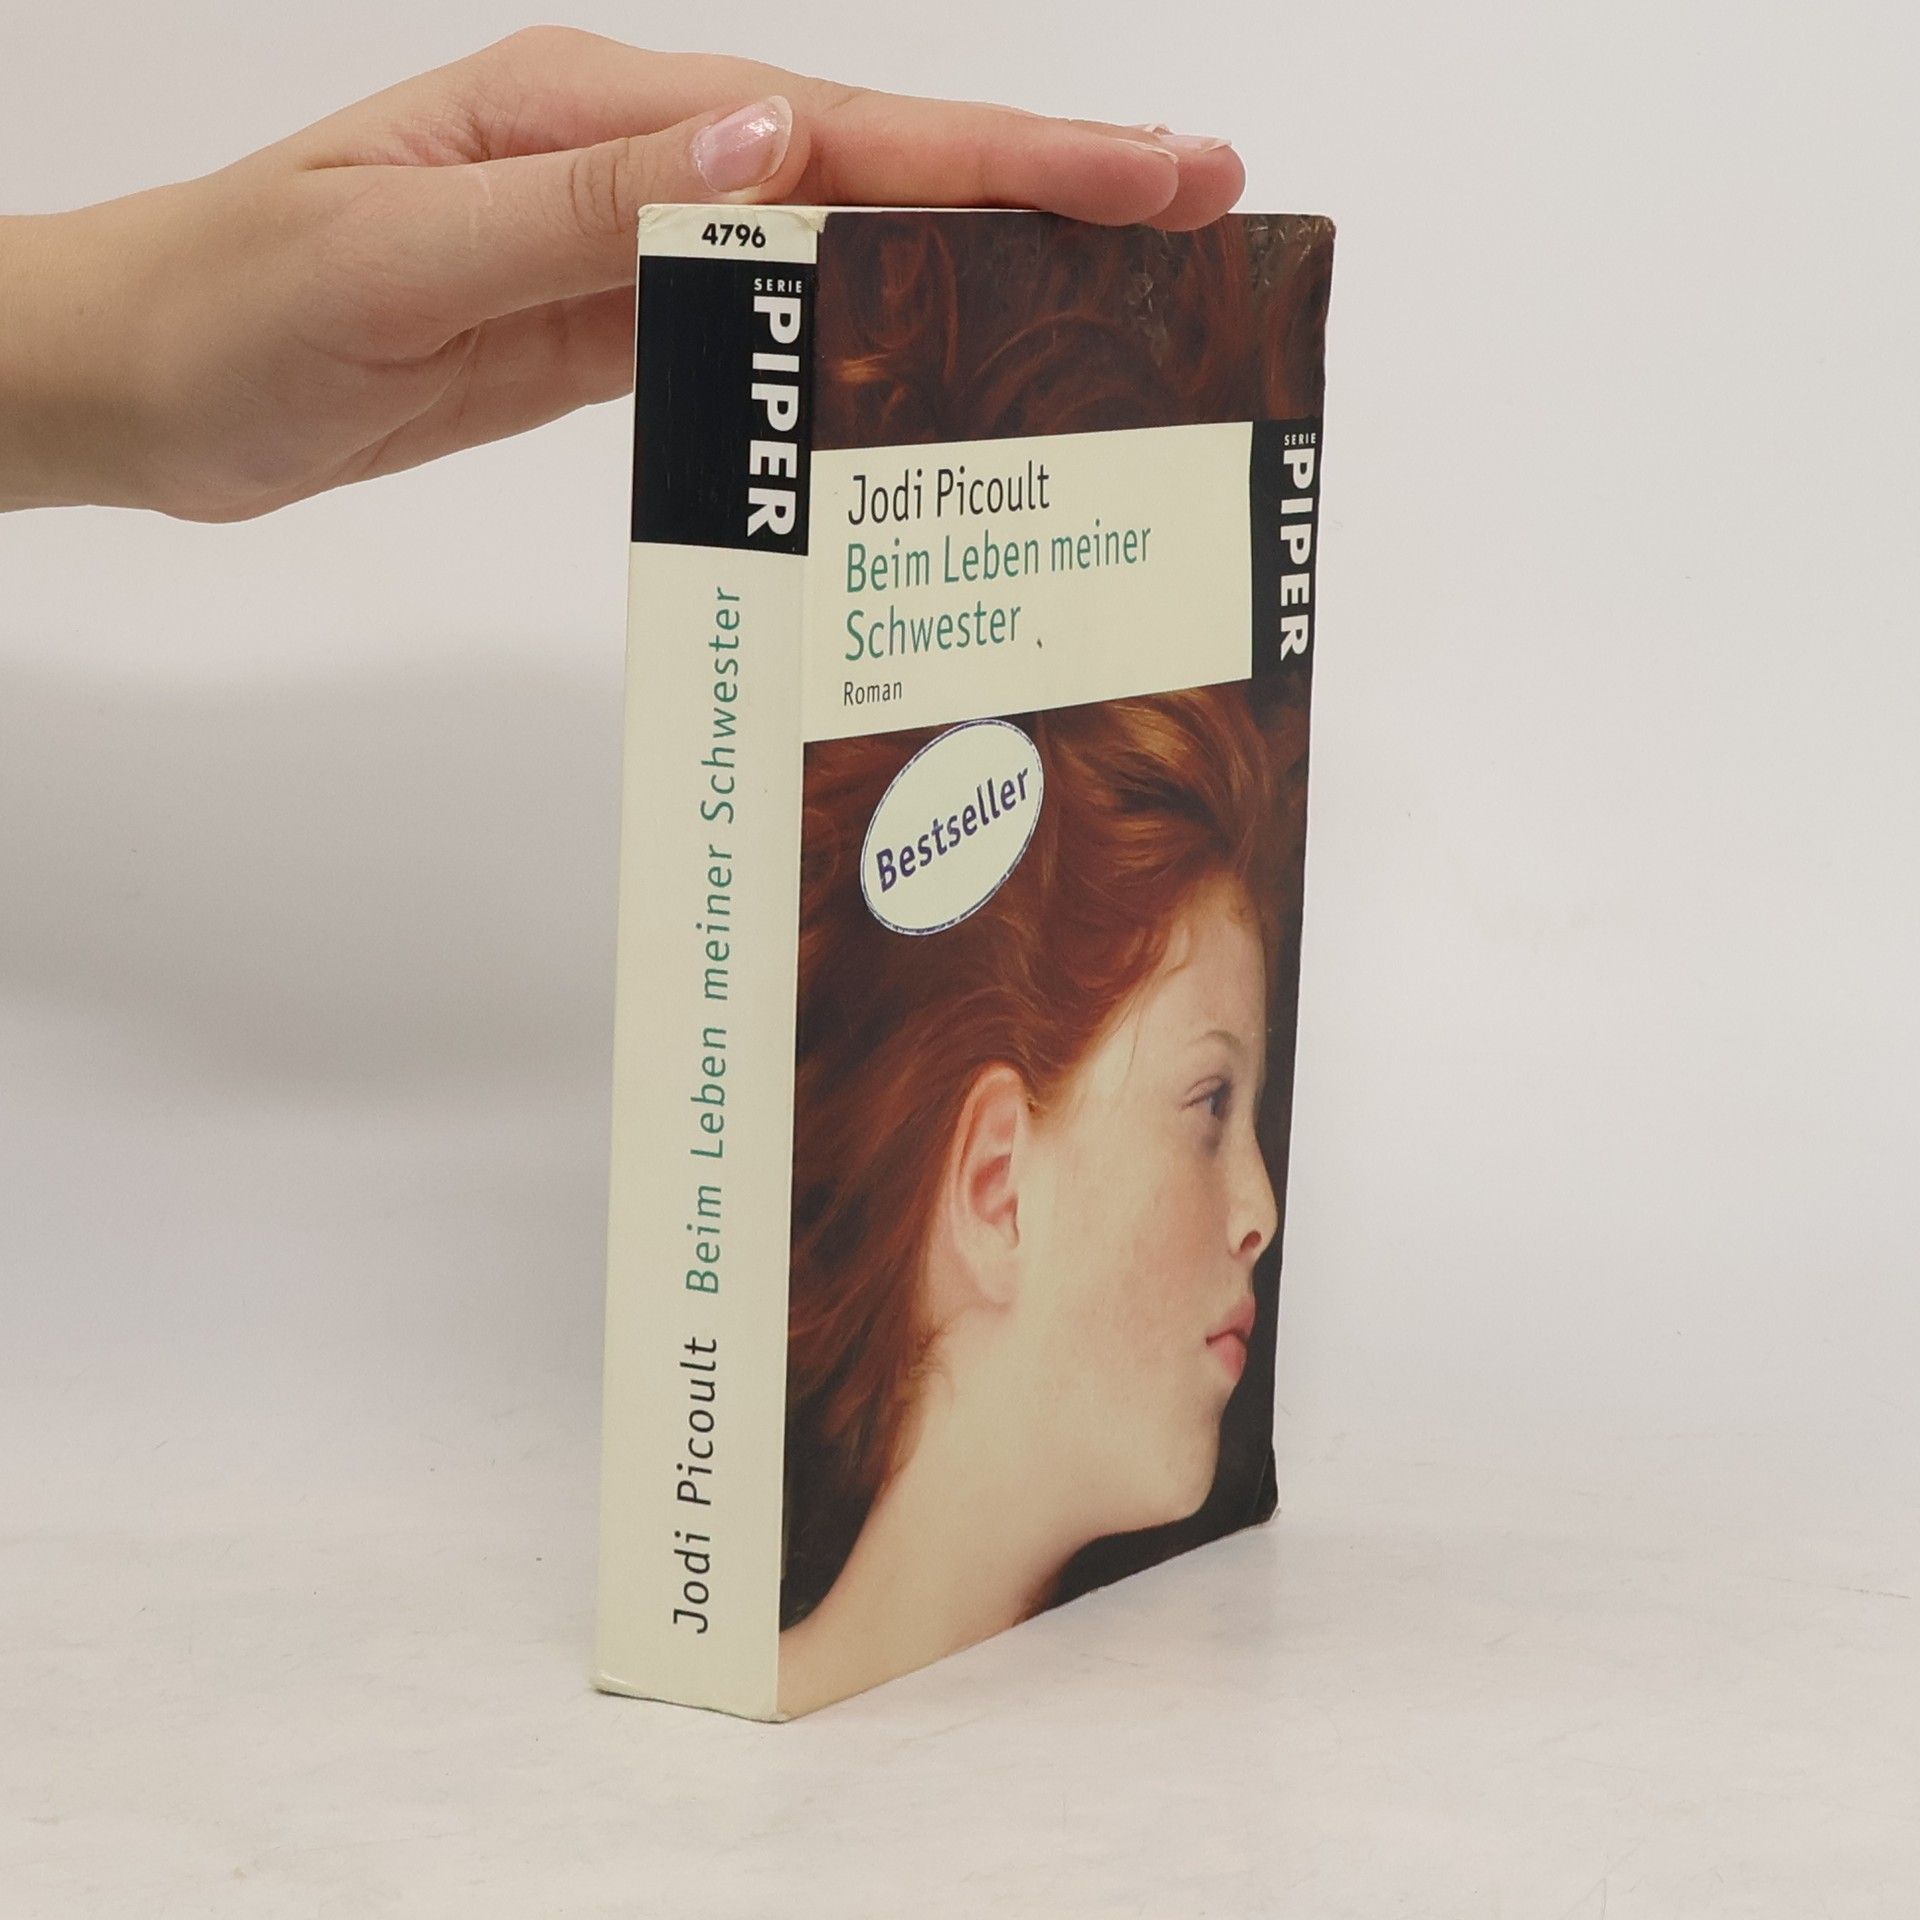 4796
SERIE
PIPER
Jodi Picoult Beim Leben meiner Schwester
Jodi Picoult
Beim Leben meiner
Schwester
Roman
SERIE
PIPER
Bestseller